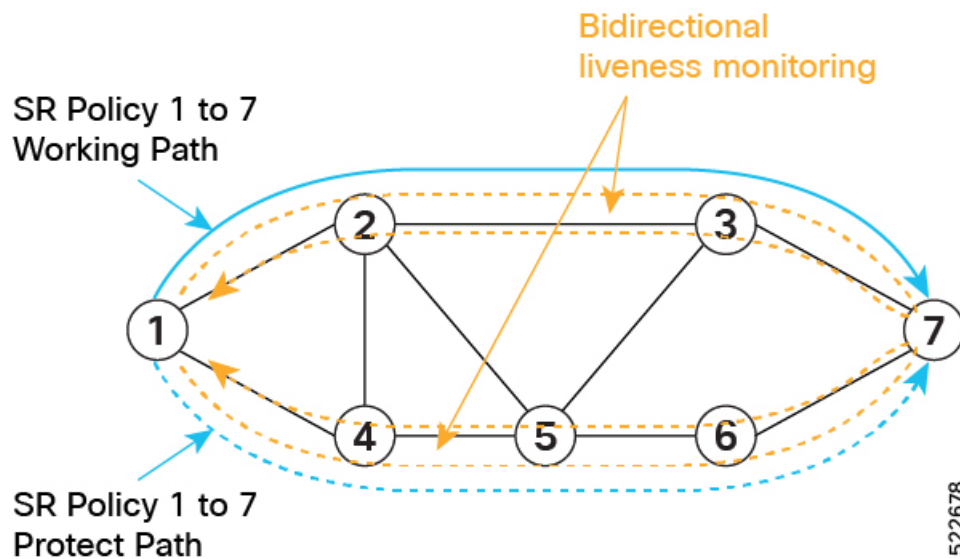 Bidirectional
liveness monitoring
SR Policy 1 to 7
Working Path
2
3
1
7
4
5
6
SR Policy 1 to 7
Protect Path
522678